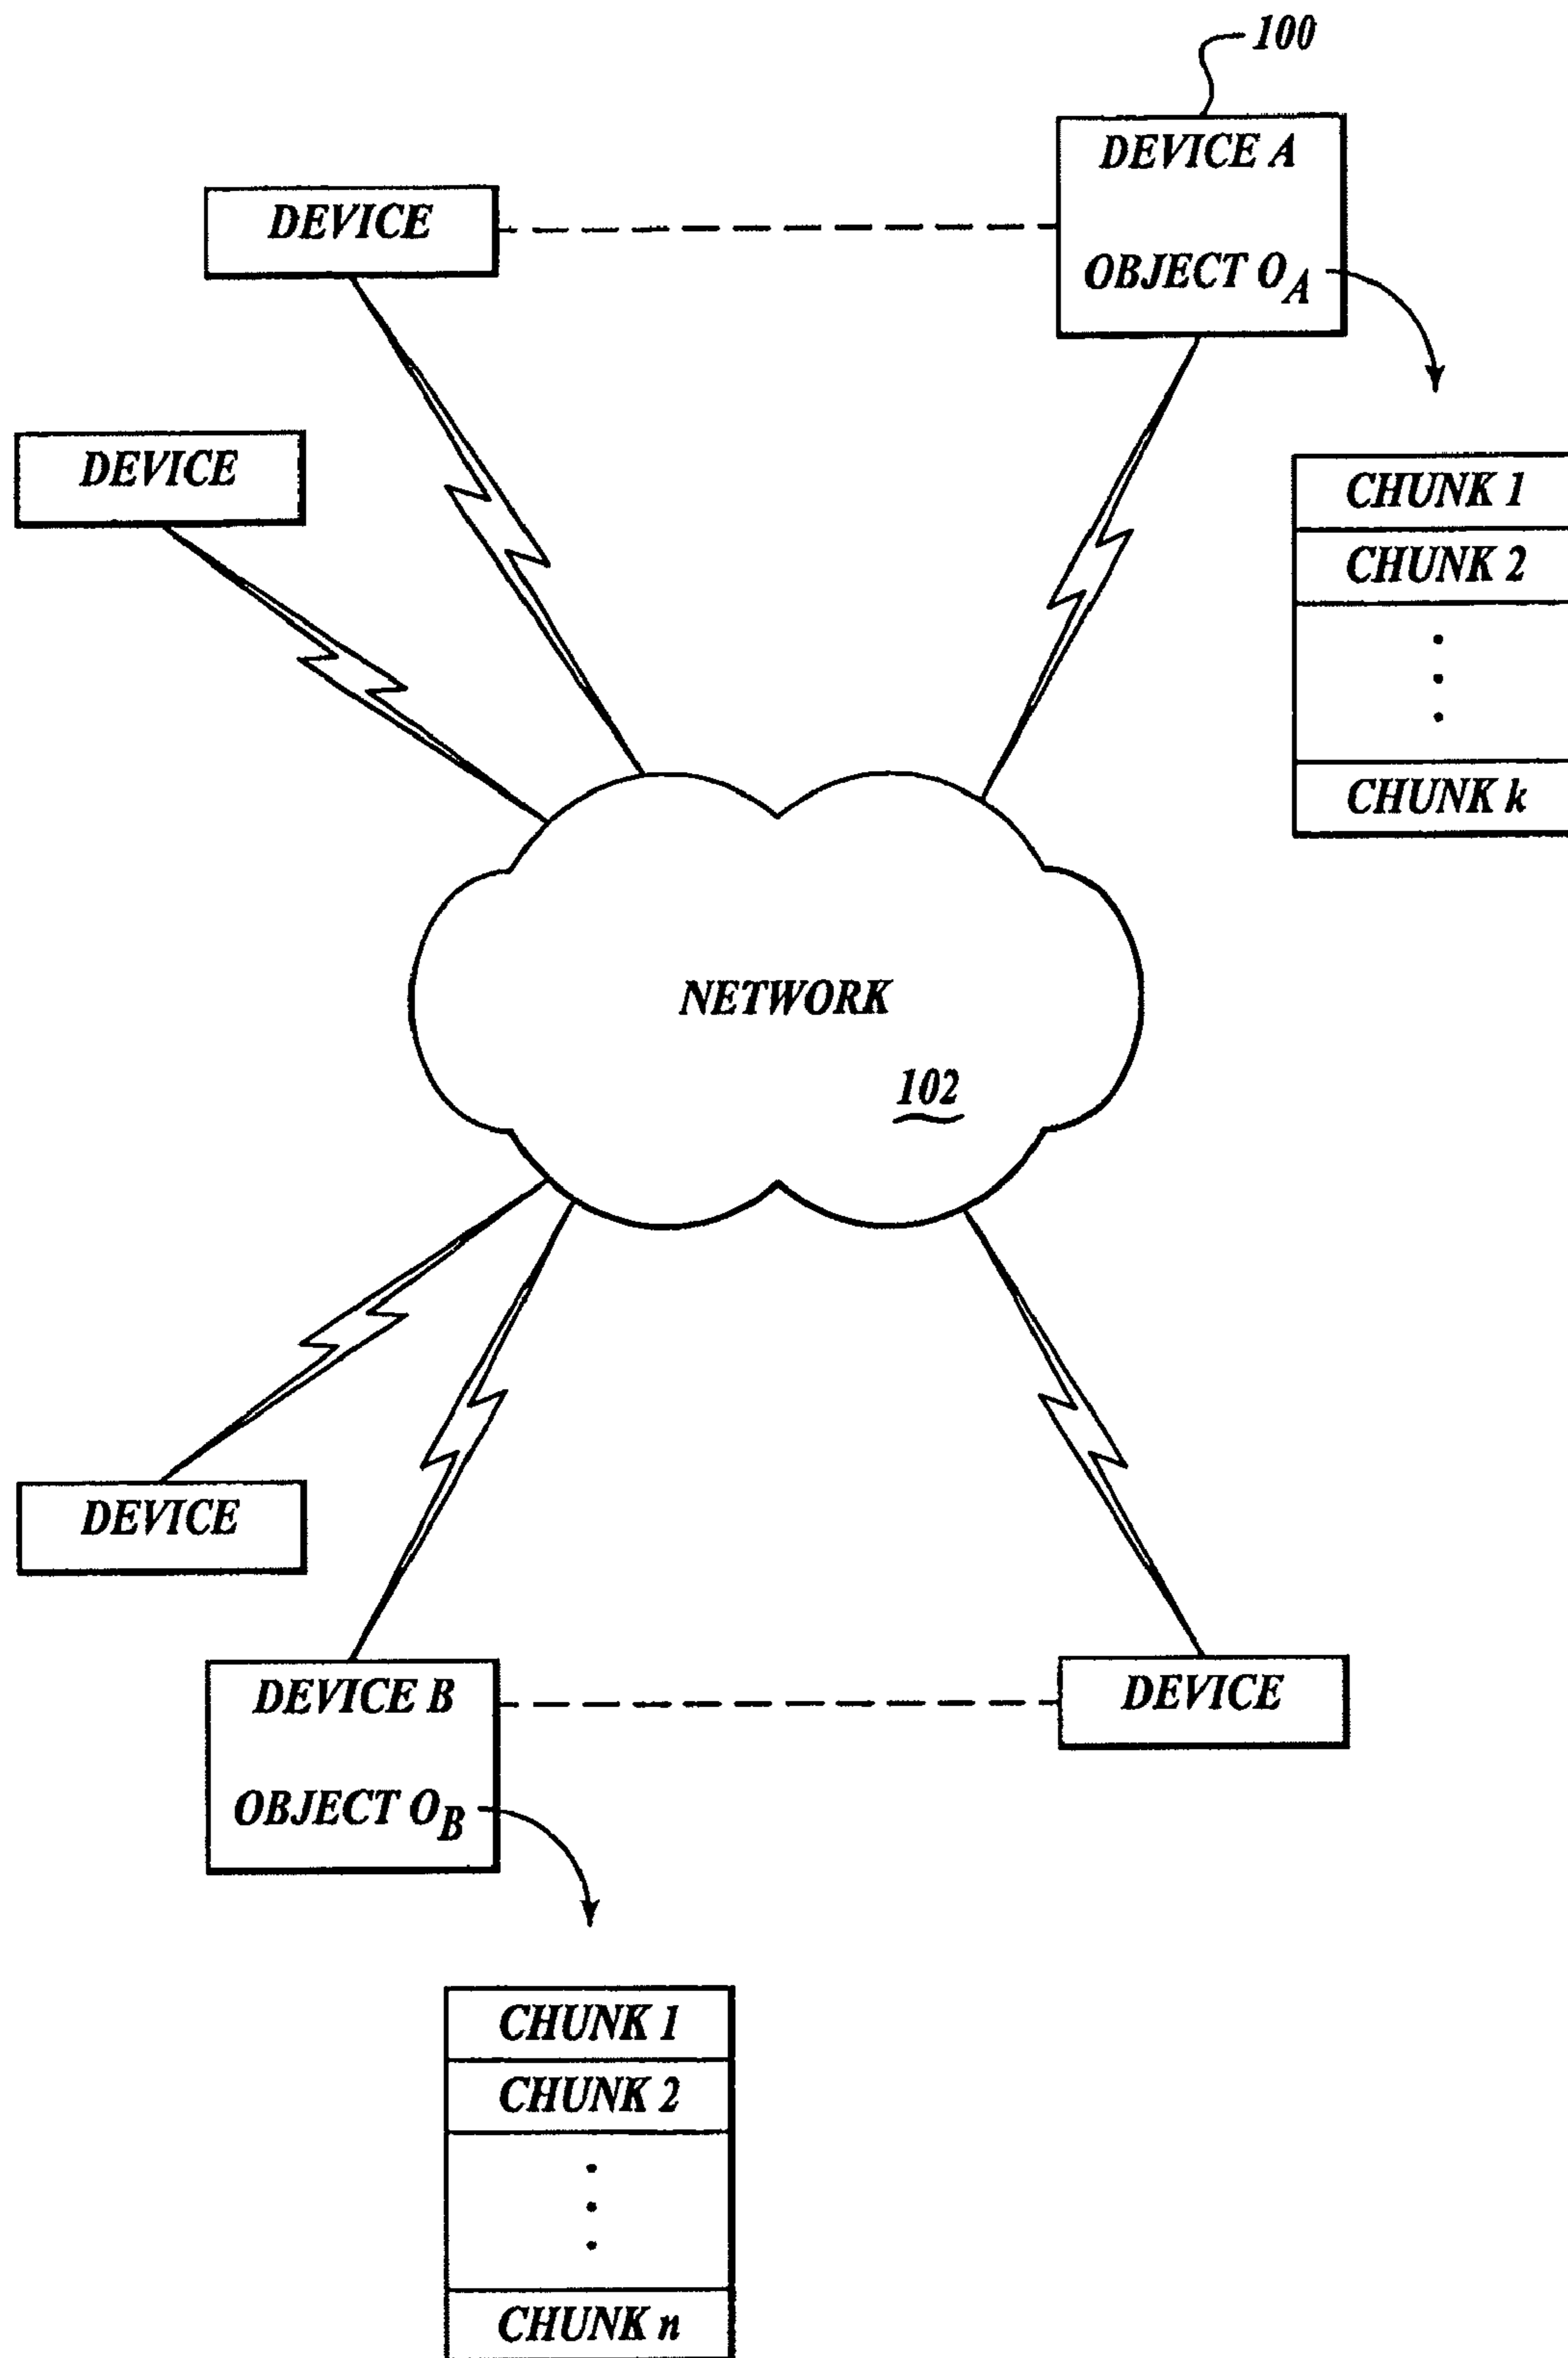 100
DEVICE A
DEVICE
OBJECT O_A
DEVICE
CHUNK 1
CHUNK 2
CHUNK k
NETWORK
102
DEVICE
DEVICE B
DEVICE
OBJECT O_B
CHUNK 1
CHUNK 2
CHUNK n